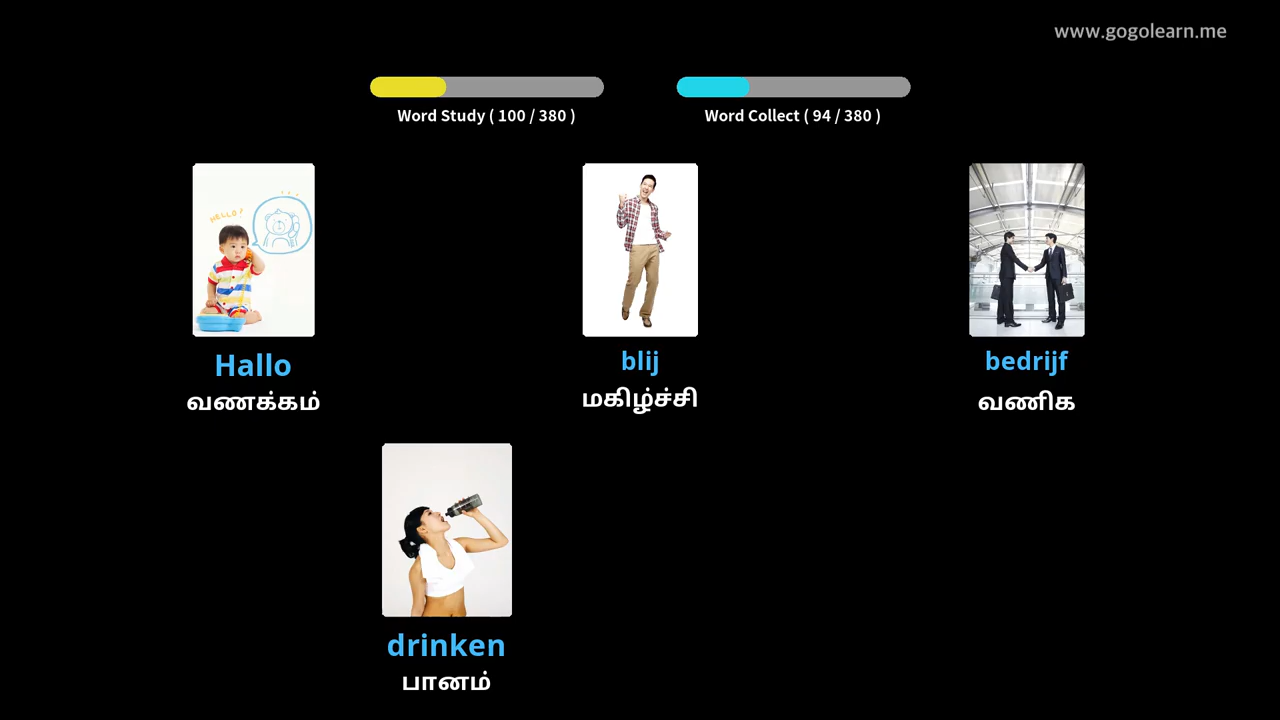 www.gogolearn.me
Word Study ( 100 / 380 )
Word Collect ( 94 / 380 )
HELLO?
Hallo
வணக்கம்
blij
மகிழ்ச்சி
bedrijf
வணிக
drinken
பானம்